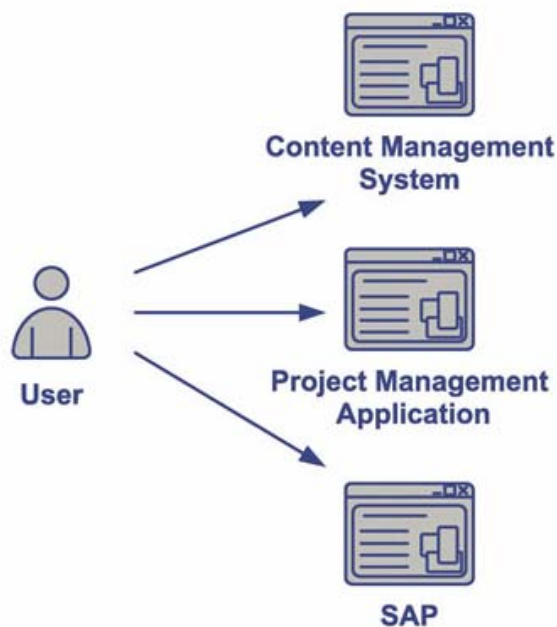 Content Management
System
User
Project Management
Application
SAP